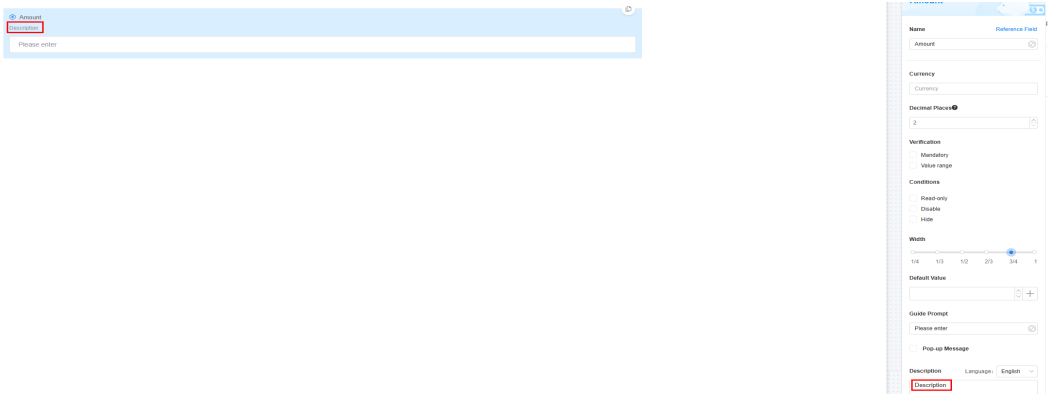 Amount
Description
Please enter
Amount
Name Reference Field
Amount
Currency
Currency
Decimal Places
2
Verification
Mandatory
Value range
Conditions
Read-only
Disable
Hide
Width
1/4 1/3 1/2 2/3 3/4 1
Default Value
Guide Prompt
Please enter
Pop-up Message
Description Language: English
Description